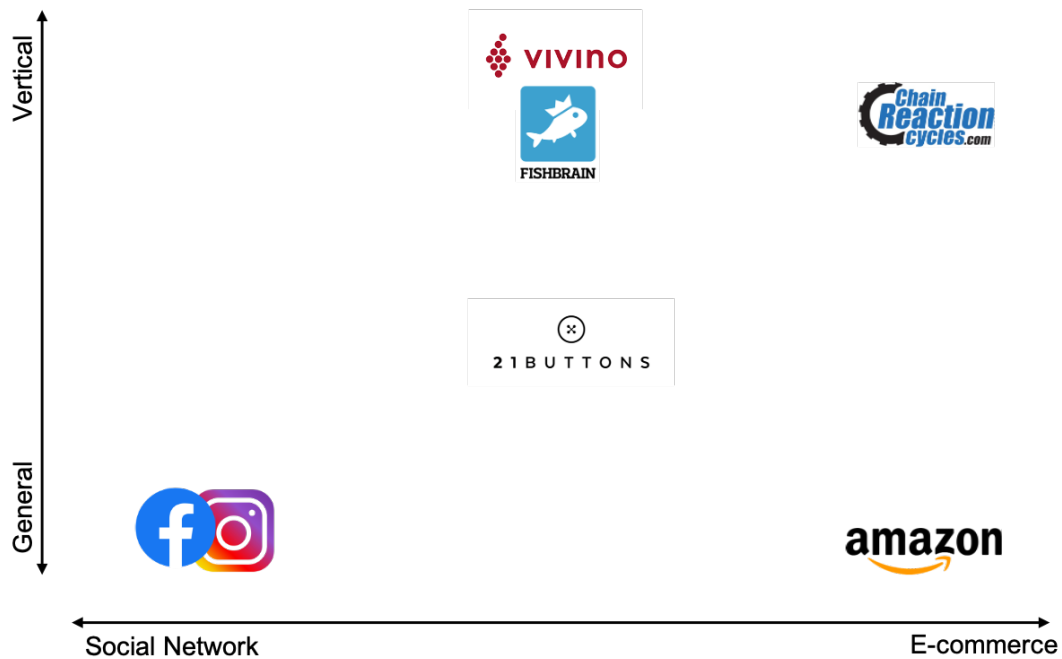 Vertical
VIVINO
FISHBRAIN
Chain
Reaction
cycles.com
21BUTTONS
General
f
amazon
Social Network
E-commerce